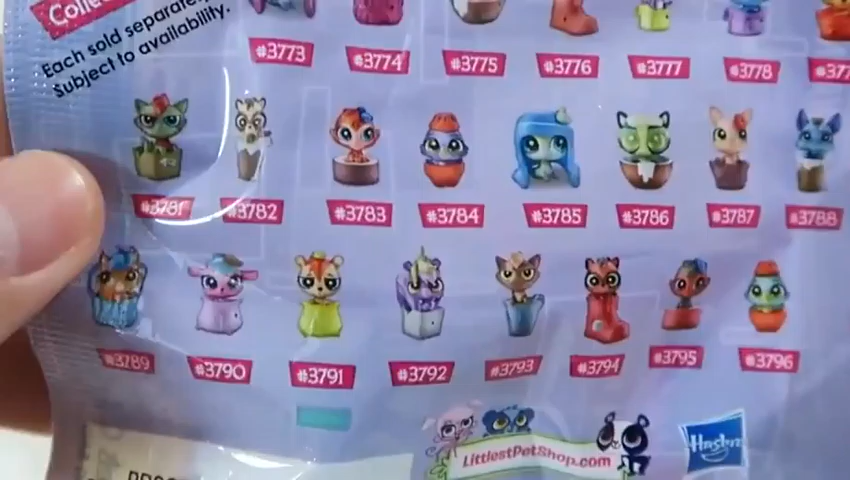 Each sold separately.
Subject to availability.
#3773 #3774 #3775 #3776 #3777 #3778
#3781 #3782 #3783 #3784 #3785 #3786 #3787 #3788
#3789 #3790 #3791 #3792 #3793 #3794 #3795 #3796
LittlestPetShop.com
Hasbro